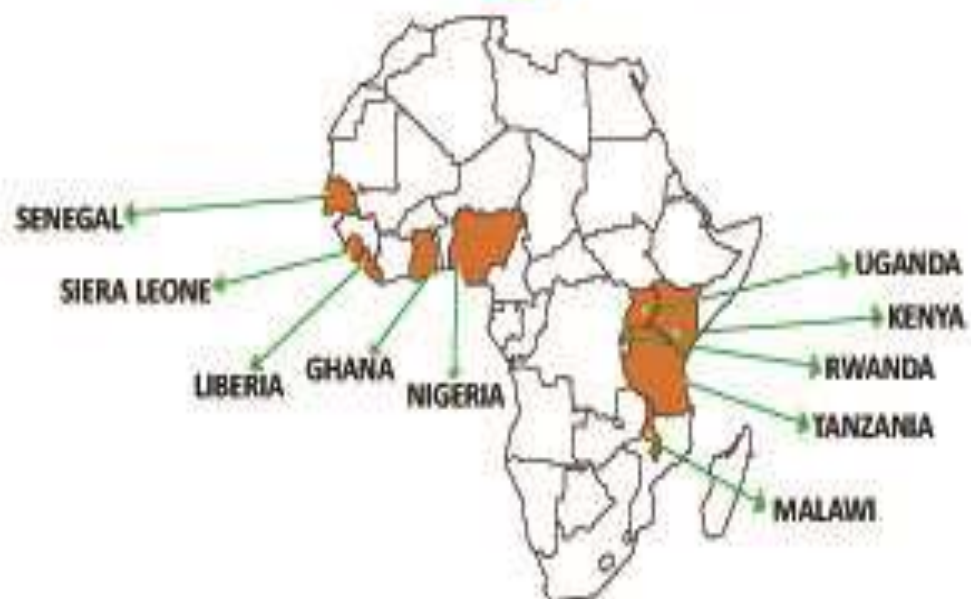 SENEGAL
SIERA LEONE
LIBERIA
GHANA
NIGERIA
UGANDA
KENYA
RWANDA
TANZANIA
MALAWI